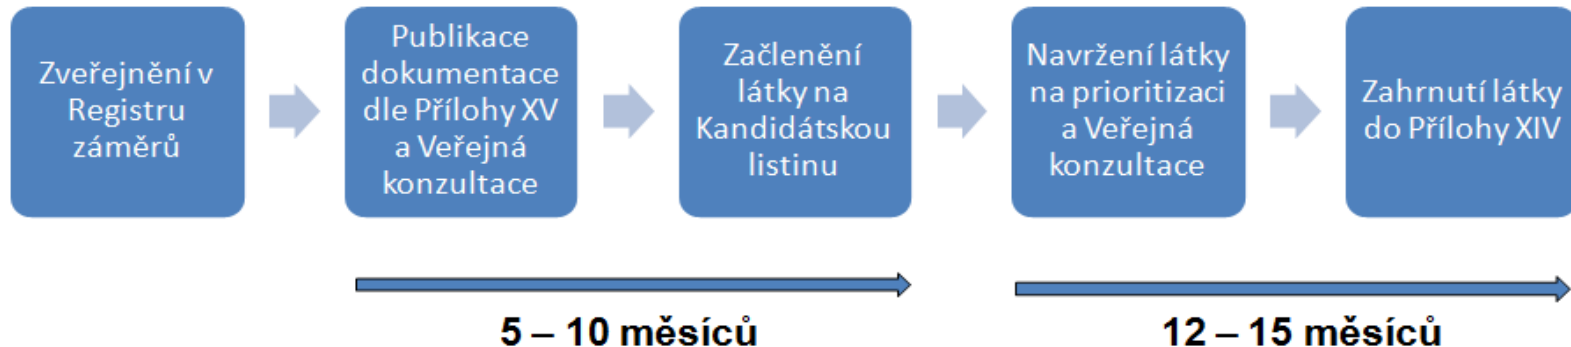 Zveřejnění v
Registru
záměrů
Publikace
dokumentace
dle Přílohy XV
a Veřejná
konzultace
Začlenění
látky na
Kandidátskou
listinu
Navržení látky
na prioritizaci
a Veřejná
konzultace
Zahrnutí látky
do Přílohy XIV
5 – 10 měsíců
12 – 15 měsíců